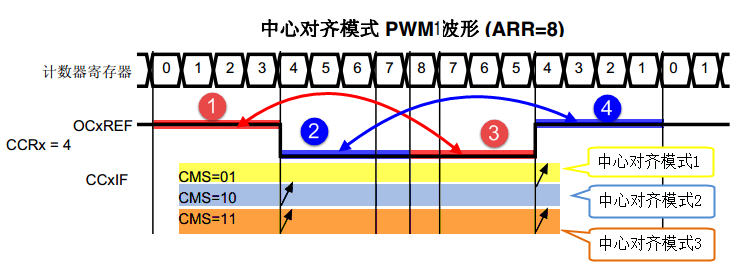 中心对齐模式 PWM1波形 (ARR=8)
计数器寄存器 0 1 2 3 4 5 6 7 8 7 6 5 4 3 2 1 0 1
1 4
OCxREF
2 3
CCRx = 4
CCxIF
CMS=01 中心对齐模式1
CMS=10 中心对齐模式2
CMS=11 中心对齐模式3